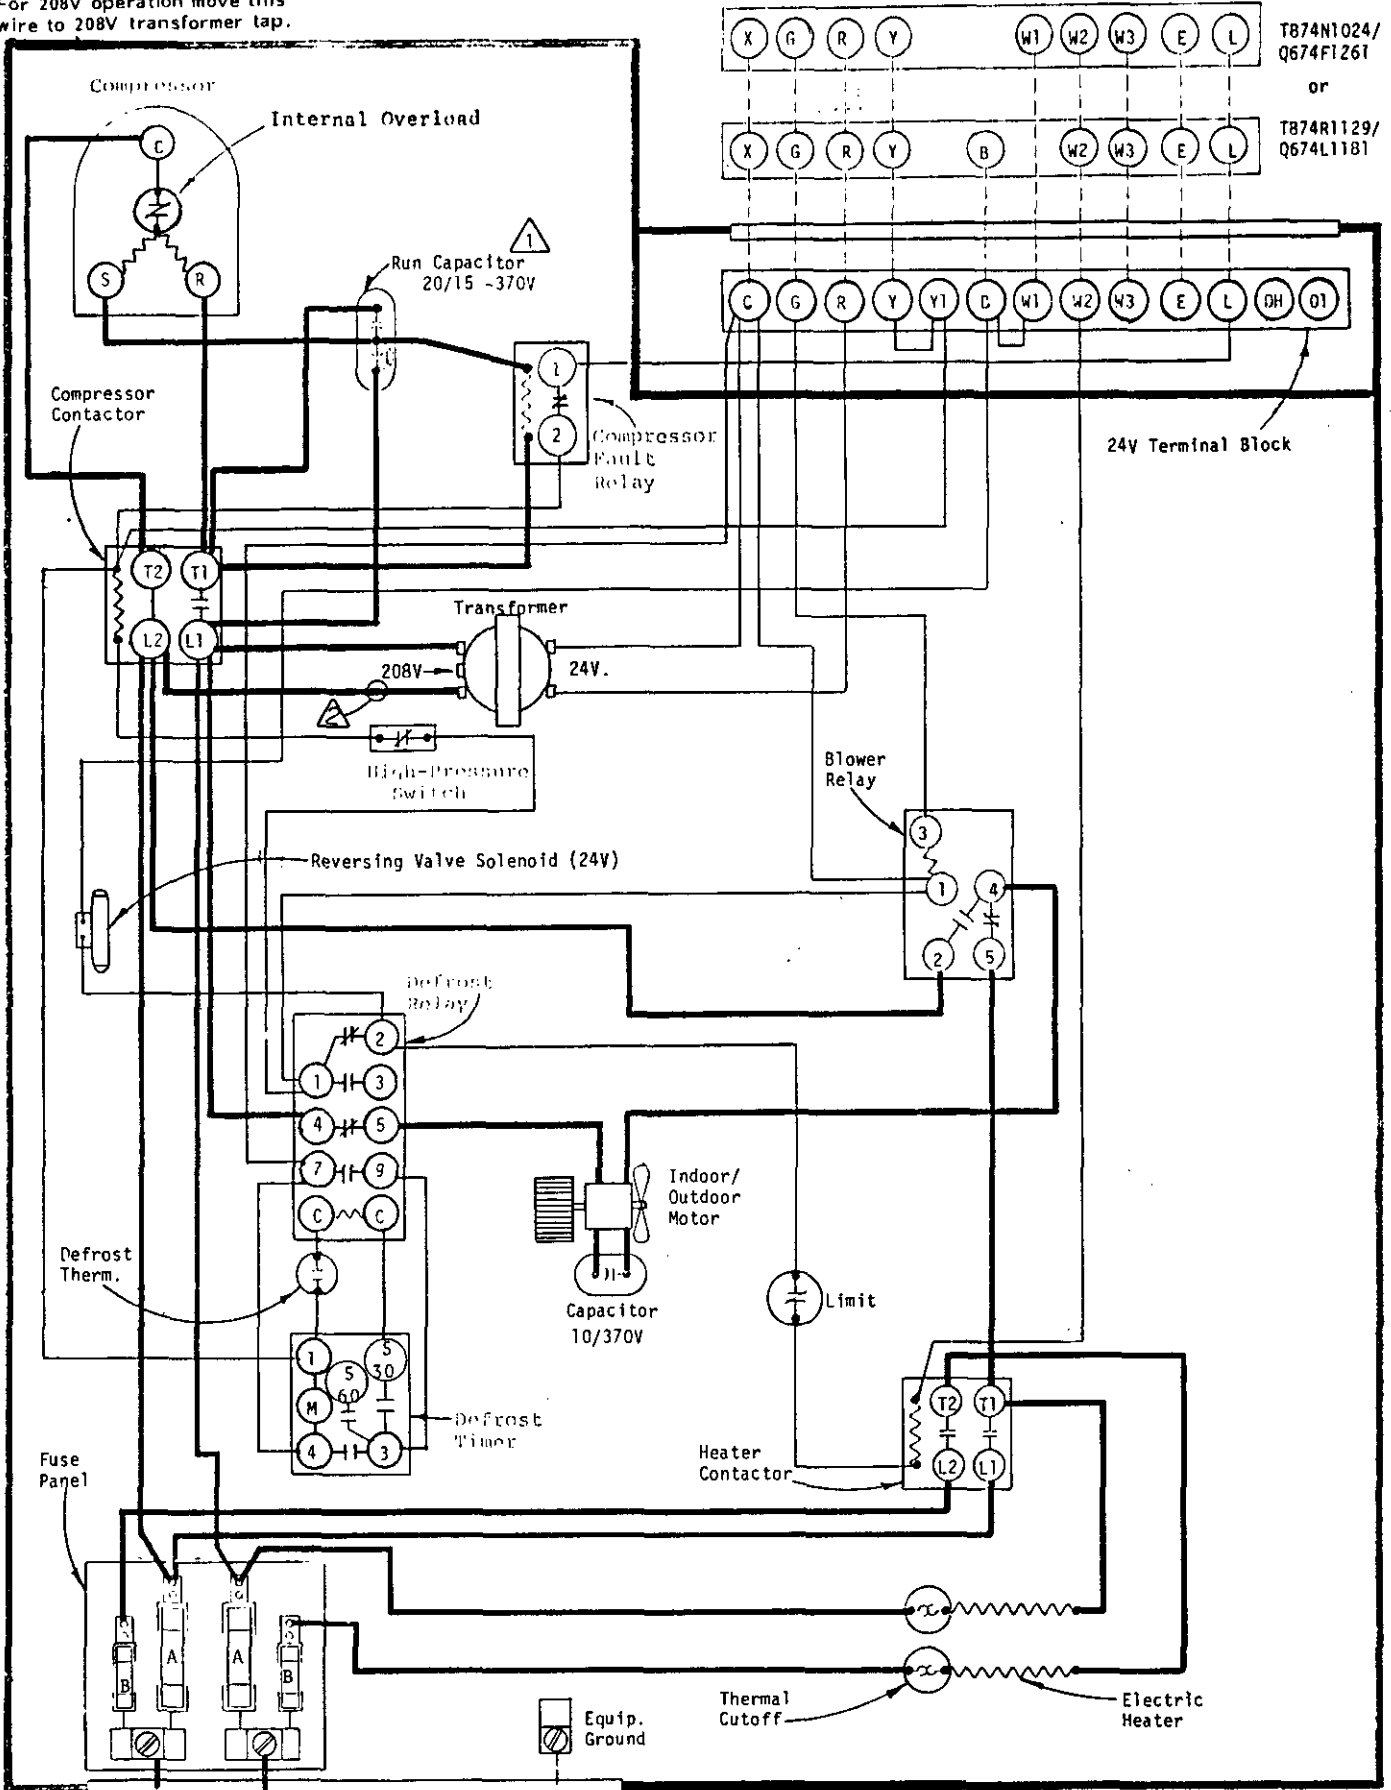 For 208V operation move this
wire to 208V transformer tap.
X G R Y W1 W2 W3 E L
T874N1024/
Q674F1261
or
X G R Y B W2 W3 E L
T874R1129/
Q674L1181
Compressor
C
Internal Overload
S R
1
Run Capacitor
20/15 -370V
C G R Y Y1 W1 W2 W3 E L DH O1
24V Terminal Block
1
2
Compressor
Fault
Relay
Compressor
Contactor
T2 T1
L2 L1
Transformer
208V
24V.
2
High-Pressure
Switch
Blower
Relay
3
1 4
2 5
Reversing Valve Solenoid (24V)
Defrost
Relay
2
1 3
4 5
7 9
C C
Indoor/
Outdoor
Motor
Capacitor
10/370V
Defrost
Therm.
Limit
1
S
60
S
30
M
4 3
Defrost
Timer
T2 T1
L2 L1
Heater
Contactor
Fuse
Panel
B A A B
Thermal
Cutoff
Electric
Heater
Equip.
Ground